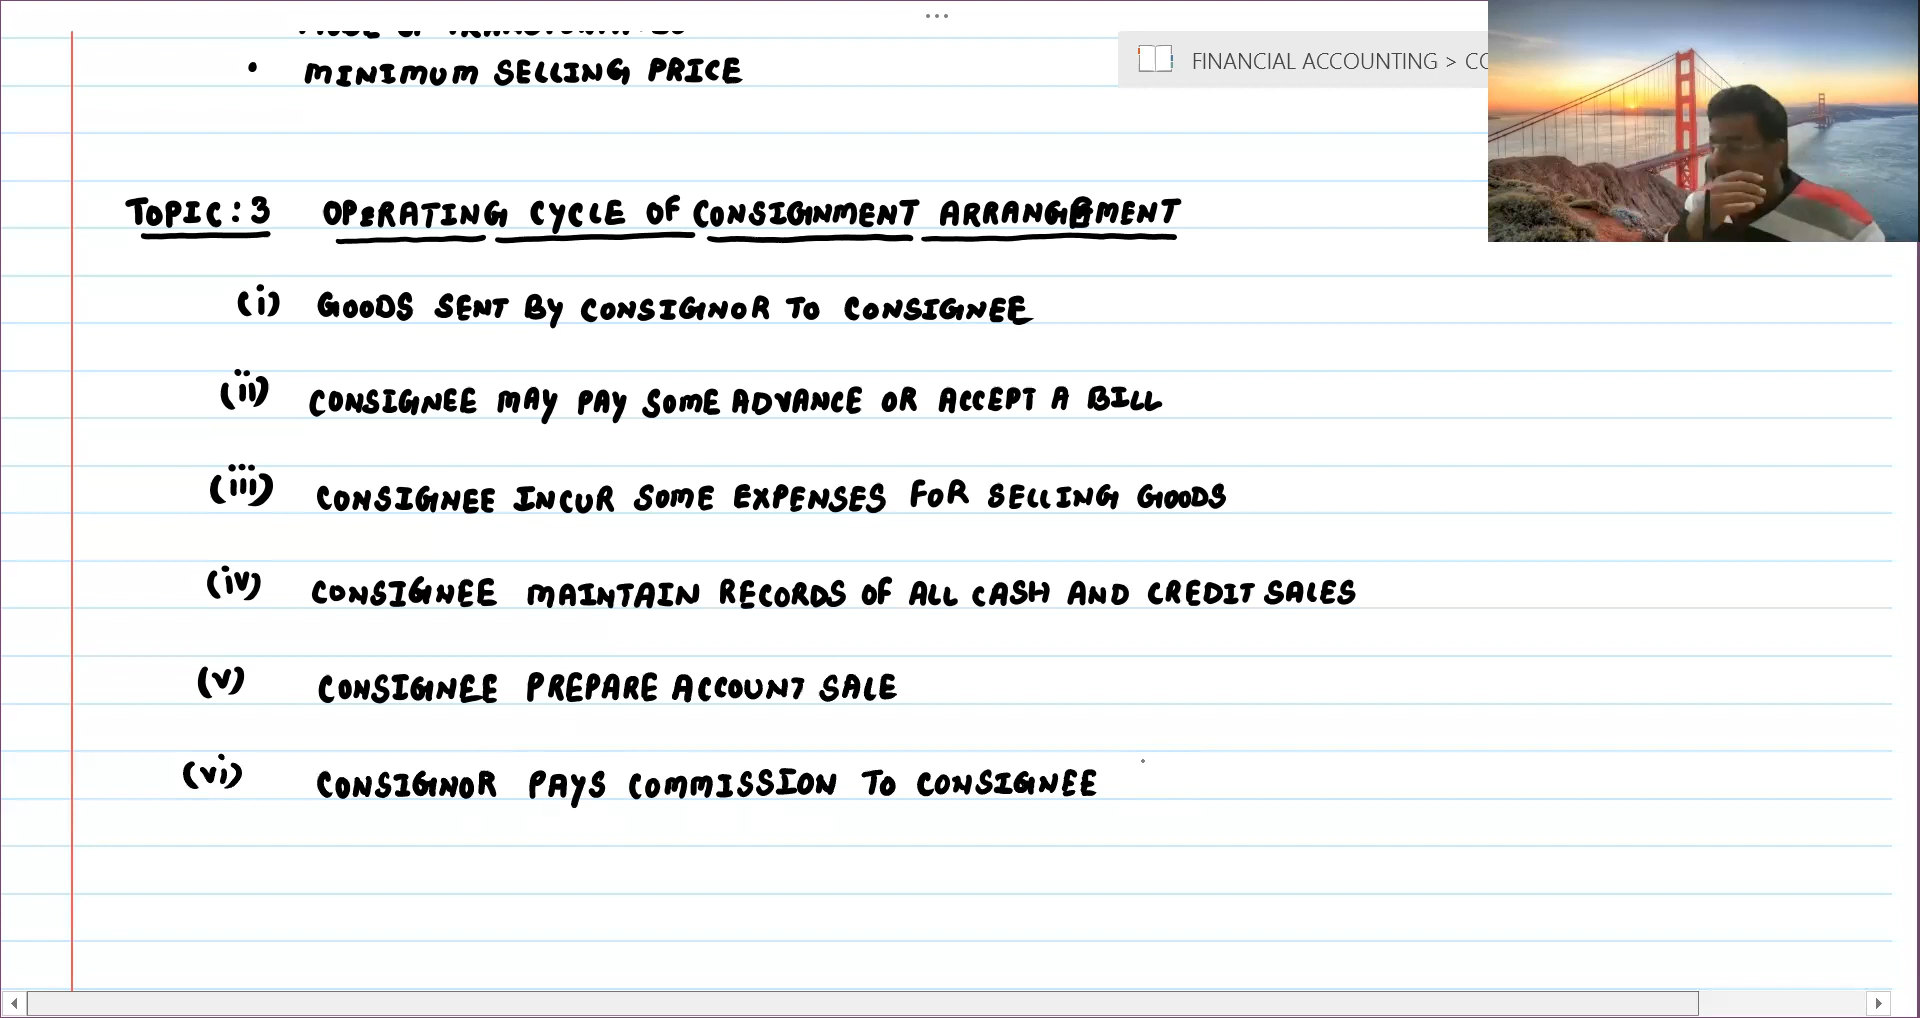 • MINIMUM SELLING PRICE
FINANCIAL ACCOUNTING > CO
TOPIC : 3 OPERATING CYCLE OF CONSIGNMENT ARRANGEMENT
(i) GOODS SENT BY CONSIGNOR TO CONSIGNEE
(ii) CONSIGNEE MAY PAY SOME ADVANCE OR ACCEPT A BILL
(iii) CONSIGNEE INCUR SOME EXPENSES FOR SELLING GOODS
(iv) CONSIGNEE MAINTAIN RECORDS OF ALL CASH AND CREDIT SALES
(v) CONSIGNEE PREPARE ACCOUNT SALE
(vi) CONSIGNOR PAYS COMMISSION TO CONSIGNEE